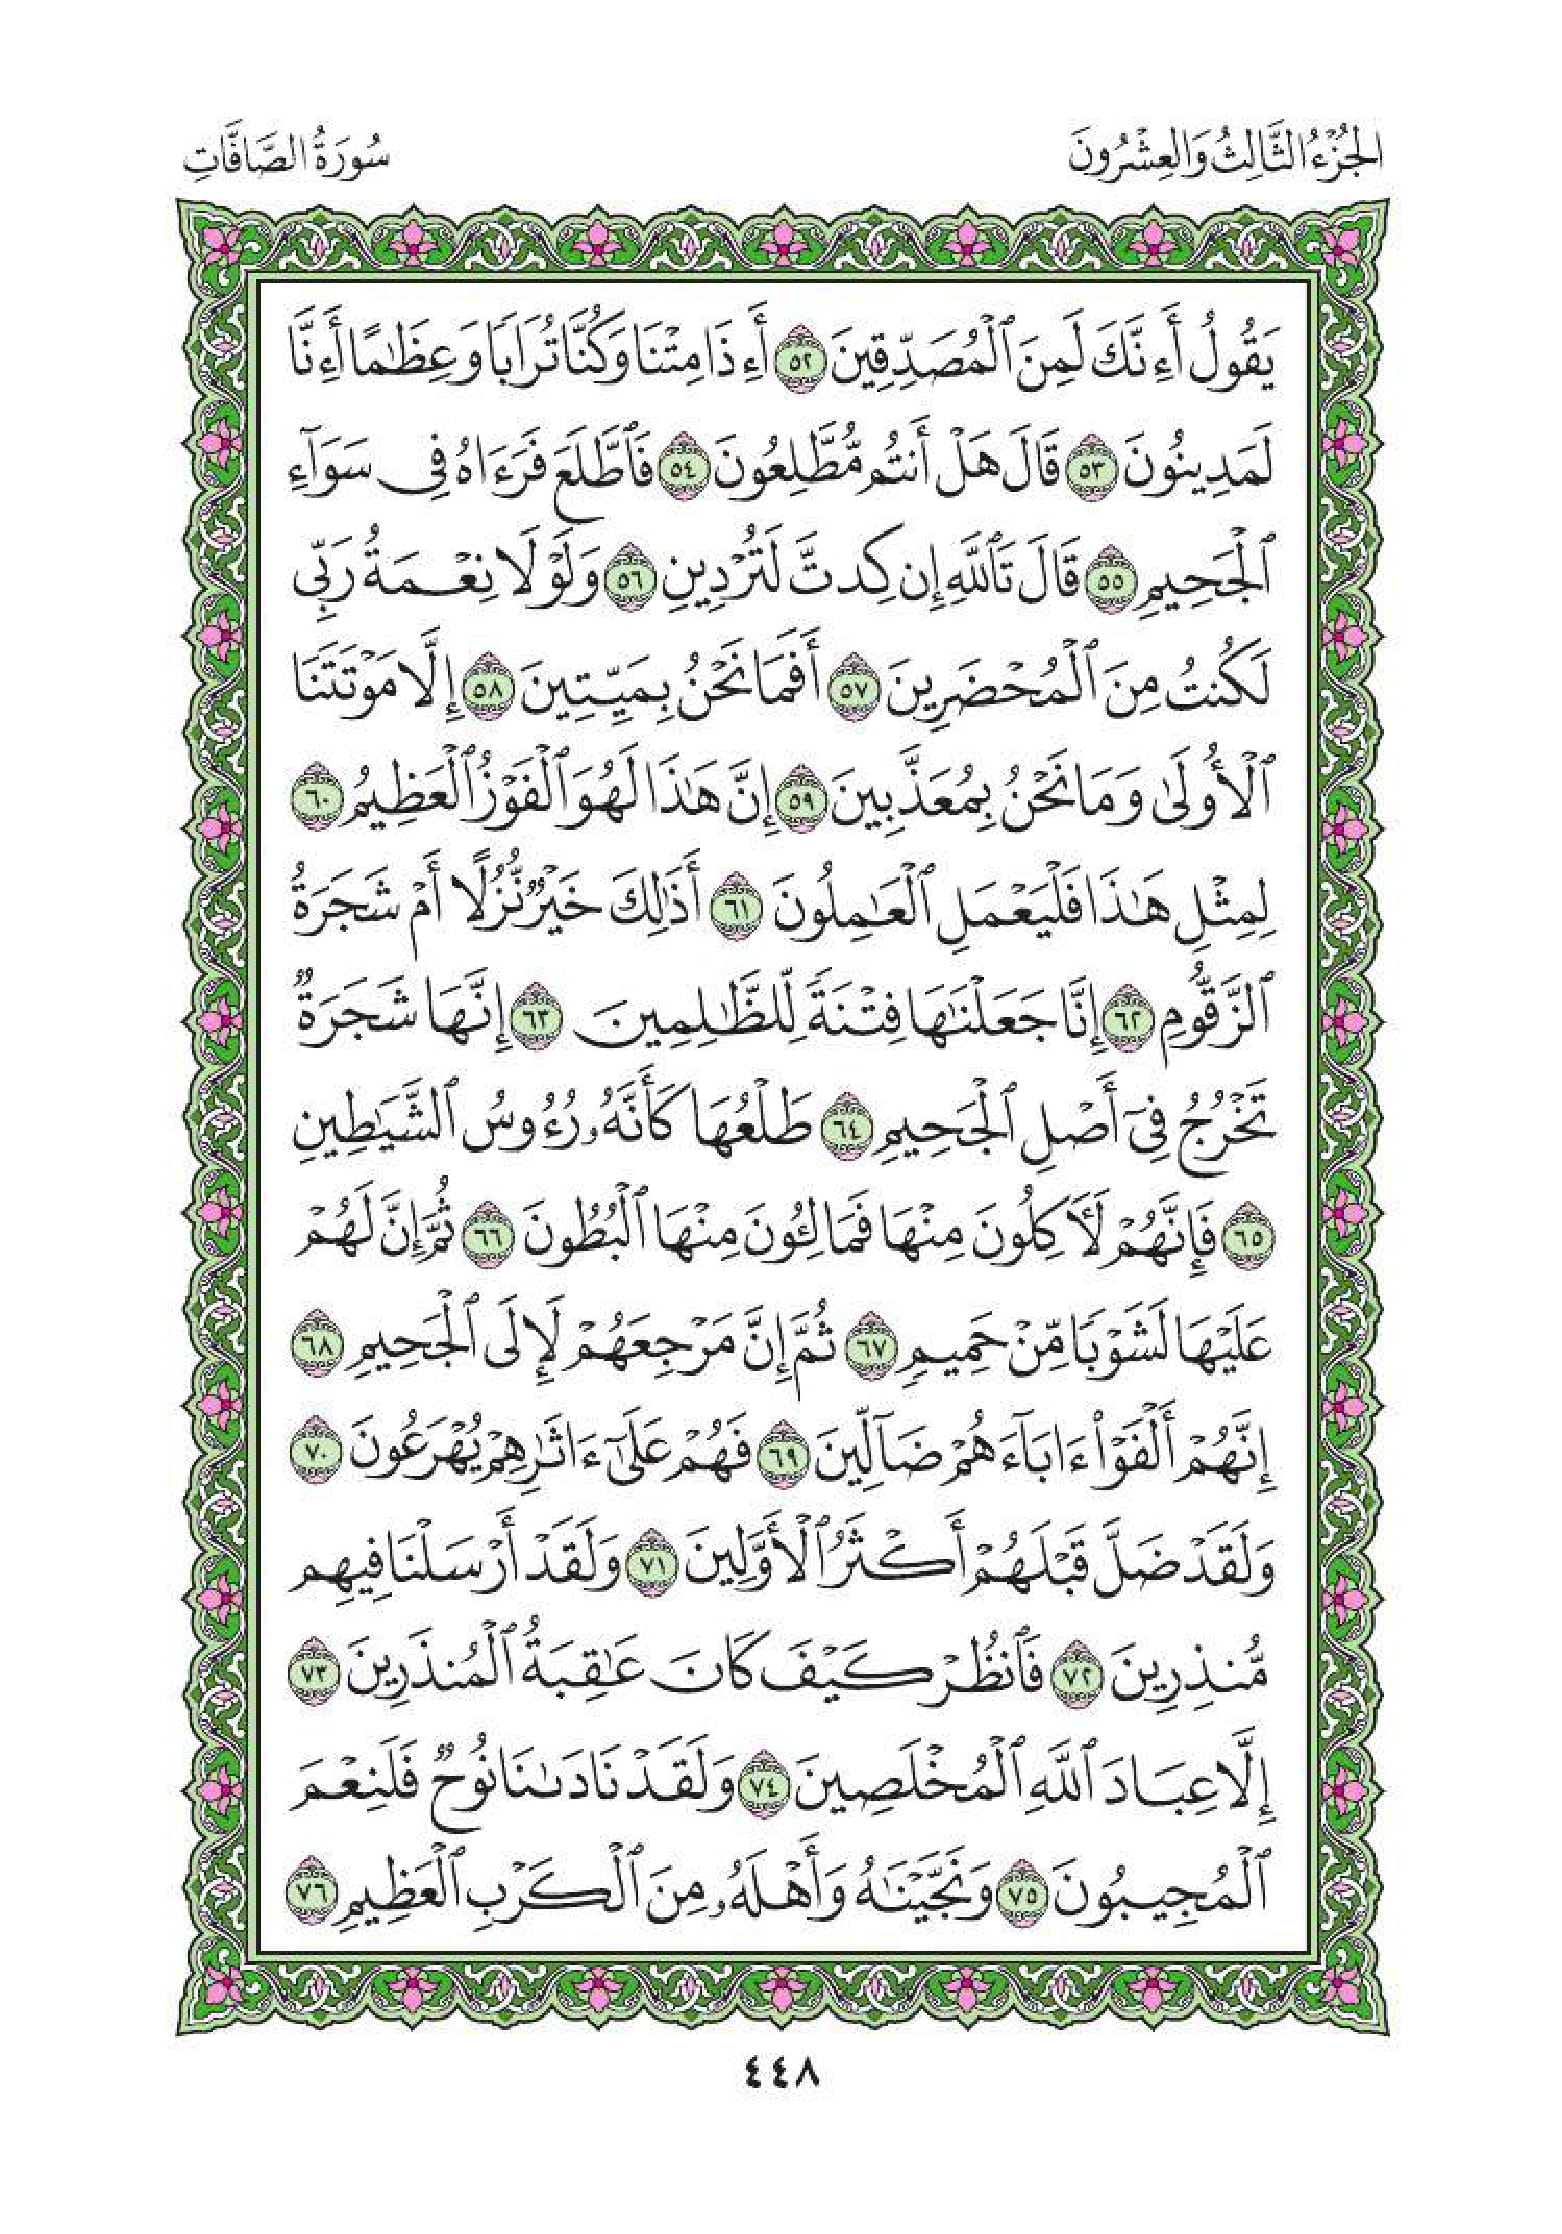 الجُزْءُ الثَّالِثُ وَالعِشْرُونَ
سُورَةُ الصَّافَّاتِ
يَقُولُ أَءِنَّكَ لَمِنَ ٱلْمُصَدِّقِينَ ٥٢ أَءِذَا مِتْنَا وَكُنَّا تُرَابًا وَعِظَٰمًا أَءِنَّا
لَمَدِينُونَ ٥٣ قَالَ هَلْ أَنتُم مُّطَّلِعُونَ ٥٤ فَٱطَّلَعَ فَرَءَاهُ فِى سَوَآءِ
ٱلْجَحِيمِ ٥٥ قَالَ تَٱللَّهِ إِن كِدتَّ لَتُرْدِينِ ٥٦ وَلَوْلَا نِعْمَةُ رَبِّى
لَكُنتُ مِنَ ٱلْمُحْضَرِينَ ٥٧ أَفَمَا نَحْنُ بِمَيِّتِينَ ٥٨ إِلَّا مَوْتَتَنَا
ٱلْأُولَىٰ وَمَا نَحْنُ بِمُعَذَّبِينَ ٥٩ إِنَّ هَٰذَا لَهُوَ ٱلْفَوْزُ ٱلْعَظِيمُ ٦٠
لِمِثْلِ هَٰذَا فَلْيَعْمَلِ ٱلْعَٰمِلُونَ ٦١ أَذَٰلِكَ خَيْرٌ نُّزُلًا أَمْ شَجَرَةُ
ٱلزَّقُّومِ ٦٢ إِنَّا جَعَلْنَٰهَا فِتْنَةً لِّلظَّٰلِمِينَ ٦٣ إِنَّهَا شَجَرَةٌ
تَخْرُجُ فِىٓ أَصْلِ ٱلْجَحِيمِ ٦٤ طَلْعُهَا كَأَنَّهُۥ رُءُوسُ ٱلشَّيَٰطِينِ
٦٥ فَإِنَّهُمْ لَأَكِلُونَ مِنْهَا فَمَالِـُٔونَ مِنْهَا ٱلْبُطُونَ ٦٦ ثُمَّ إِنَّ لَهُمْ
عَلَيْهَا لَشَوْبًا مِّنْ حَمِيمٍ ٦٧ ثُمَّ إِنَّ مَرْجِعَهُمْ لَإِلَى ٱلْجَحِيمِ ٦٨
إِنَّهُمْ أَلْفَوْا۟ ءَابَآءَهُمْ ضَآلِّينَ ٦٩ فَهُمْ عَلَىٰٓ ءَاثَٰرِهِمْ يُهْرَعُونَ ٧٠
وَلَقَدْ ضَلَّ قَبْلَهُمْ أَكْثَرُ ٱلْأَوَّلِينَ ٧١ وَلَقَدْ أَرْسَلْنَا فِيهِم
مُّنذِرِينَ ٧٢ فَٱنظُرْ كَيْفَ كَانَ عَٰقِبَةُ ٱلْمُنذَرِينَ ٧٣
إِلَّا عِبَادَ ٱللَّهِ ٱلْمُخْلَصِينَ ٧٤ وَلَقَدْ نَادَىٰنَا نُوحٌ فَلَنِعْمَ
ٱلْمُجِيبُونَ ٧٥ وَنَجَّيْنَٰهُ وَأَهْلَهُۥ مِنَ ٱلْكَرْبِ ٱلْعَظِيمِ ٧٦
٤٤٨